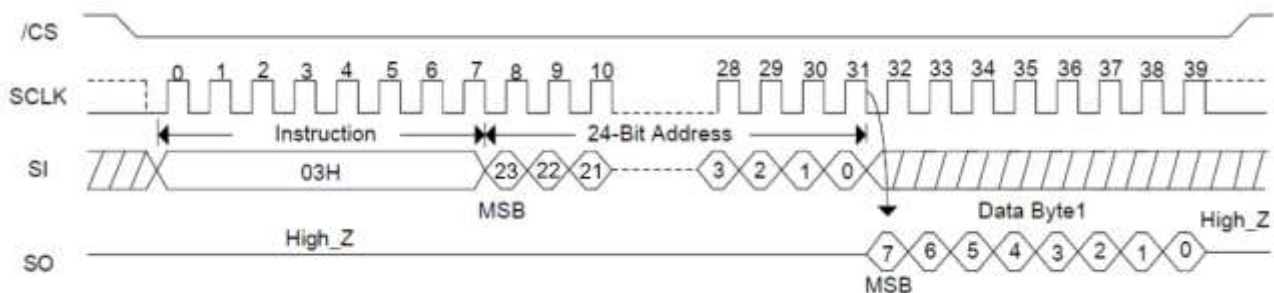 /CS
0 1 2 3 4 5 6 7 8 9 10 28 29 30 31 32 33 34 35 36 37 38 39
SCLK
Instruction 24-Bit Address
SI 03H 23 22 21 3 2 1 0
MSB Data Byte1
High_Z High_Z
SO 7 6 5 4 3 2 1 0
MSB